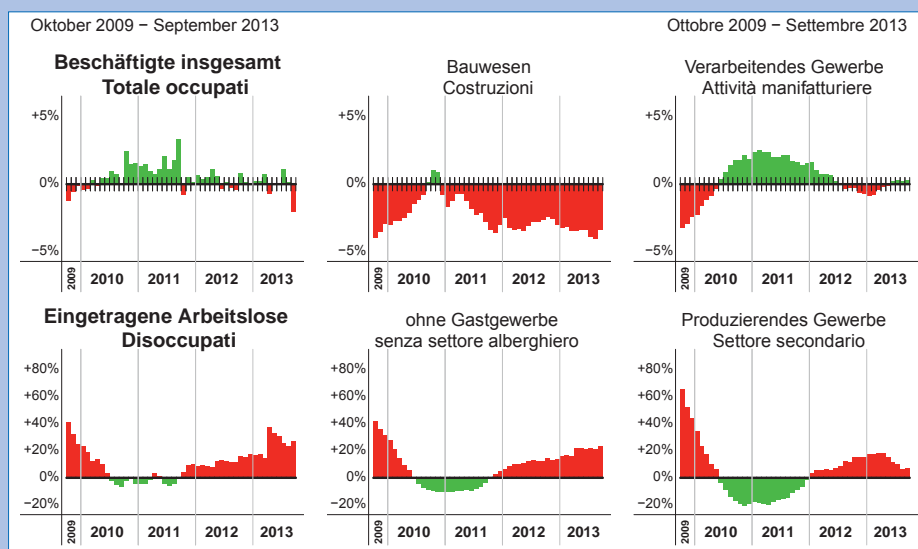 Oktober 2009 – September 2013
Ottobre 2009 – Settembre 2013
Beschäftigte insgesamt
Totale occupati
+5%
0%
−5%
2009 2010 2011 2012 2013
Bauwesen
Costruzioni
+5%
0%
−5%
2009 2010 2011 2012 2013
Verarbeitendes Gewerbe
Attività manifatturiere
+5%
0%
−5%
2009 2010 2011 2012 2013
Eingetragene Arbeitslose
Disoccupati
+80%
+60%
+40%
+20%
0%
−20%
2009 2010 2011 2012 2013
ohne Gastgewerbe
senza settore alberghiero
+80%
+60%
+40%
+20%
0%
−20%
2009 2010 2011 2012 2013
Produzierendes Gewerbe
Settore secondario
+80%
+60%
+40%
+20%
0%
−20%
2009 2010 2011 2012 2013